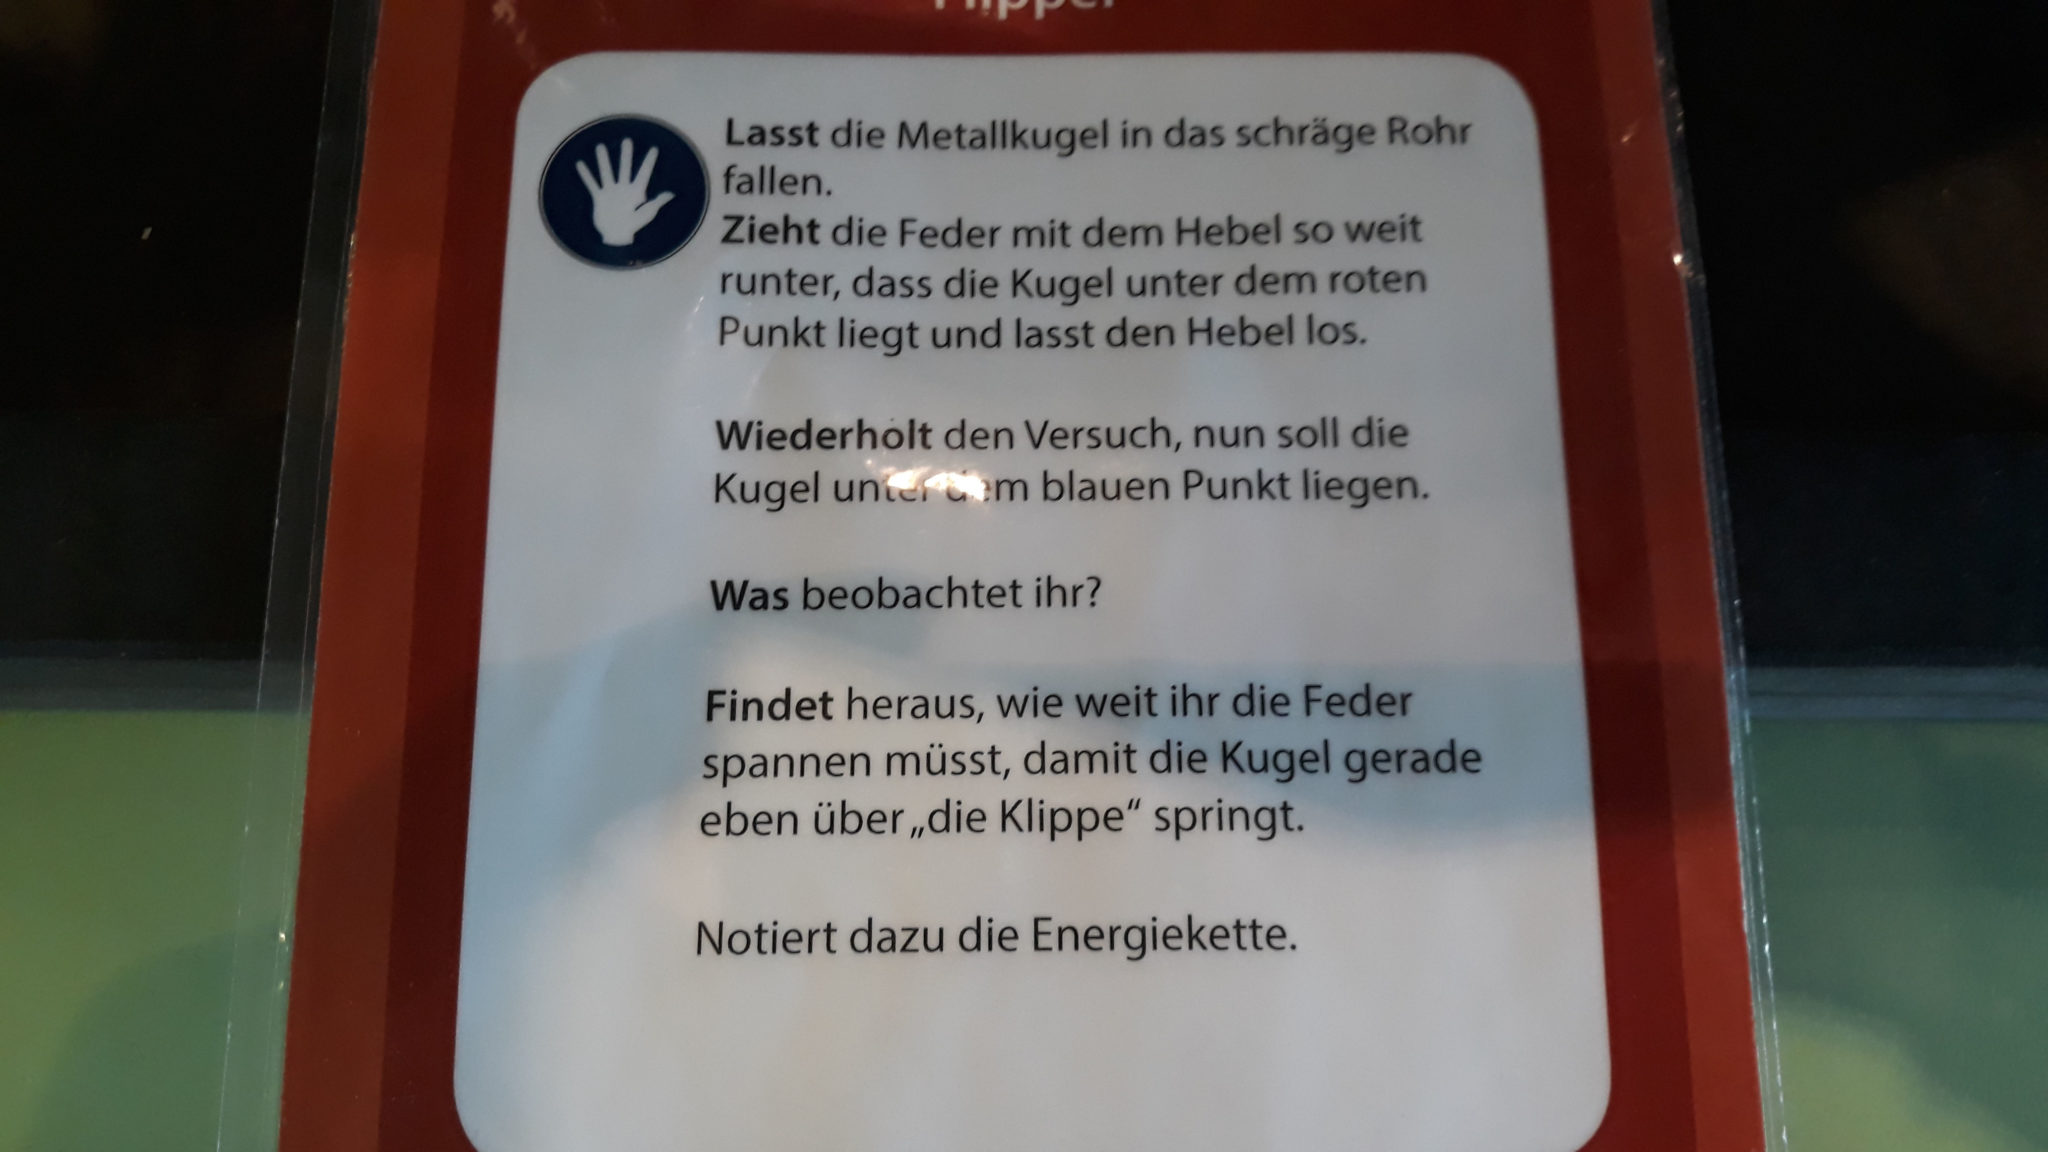 Flipper
Lasst die Metallkugel in das schräge Rohr
fallen.
Zieht die Feder mit dem Hebel so weit
runter, dass die Kugel unter dem roten
Punkt liegt und lasst den Hebel los.
Wiederholt den Versuch, nun soll die
Kugel unter dem blauen Punkt liegen.
Was beobachtet ihr?
Findet heraus, wie weit ihr die Feder
spannen müsst, damit die Kugel gerade
eben über „die Klippe“ springt.
Notiert dazu die Energiekette.